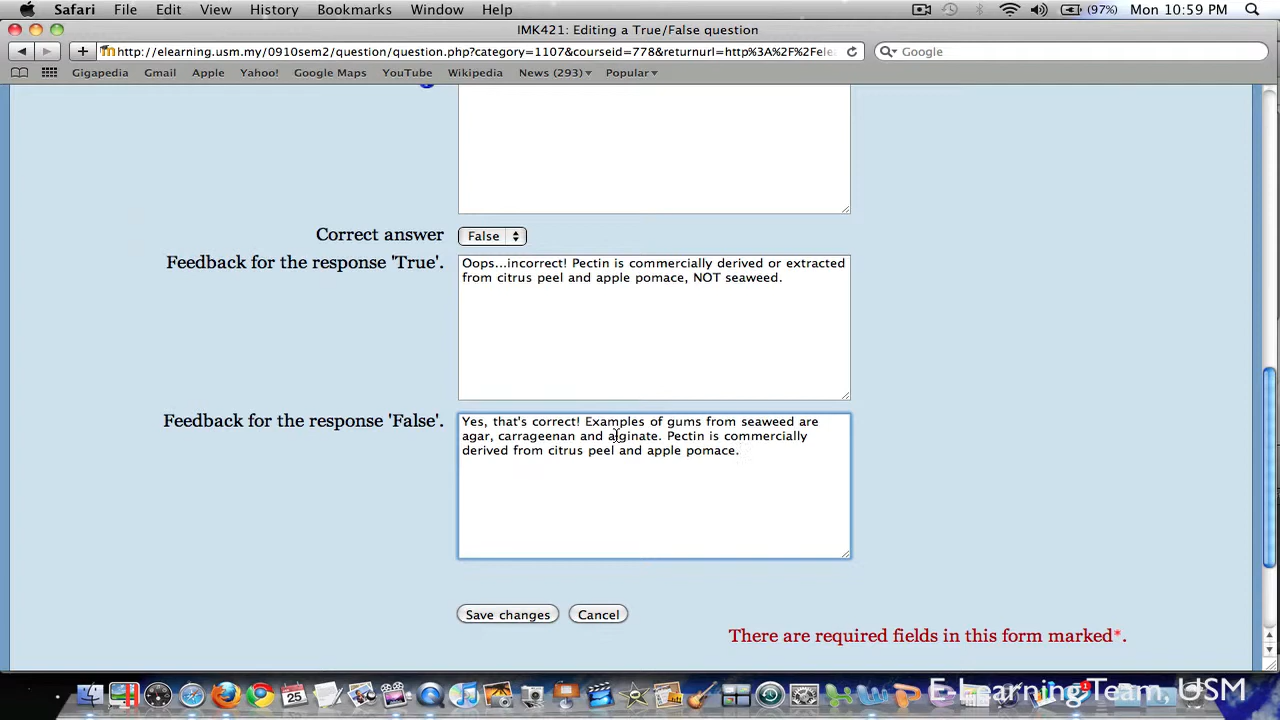 Safari File Edit View History Bookmarks Window Help (97%) Mon 10:59 PM
IMK421: Editing a True/False question
http://elearning.usm.my/0910sem2/question/question.php?category=1107&courseid=778&returnurl=http%3A%2F%2Fele Google
Gigapedia Gmail Apple Yahoo! Google Maps YouTube Wikipedia News (293) Popular
Correct answer False
Feedback for the response 'True'. Oops...incorrect! Pectin is commercially derived or extracted
from citrus peel and apple pomace, NOT seaweed.
Feedback for the response 'False'. Yes, that's correct! Examples of gums from seaweed are
agar, carrageenan and alginate. Pectin is commercially
derived from citrus peel and apple pomace.
Save changes Cancel
There are required fields in this form marked*.
25
E-Learning Team, USM